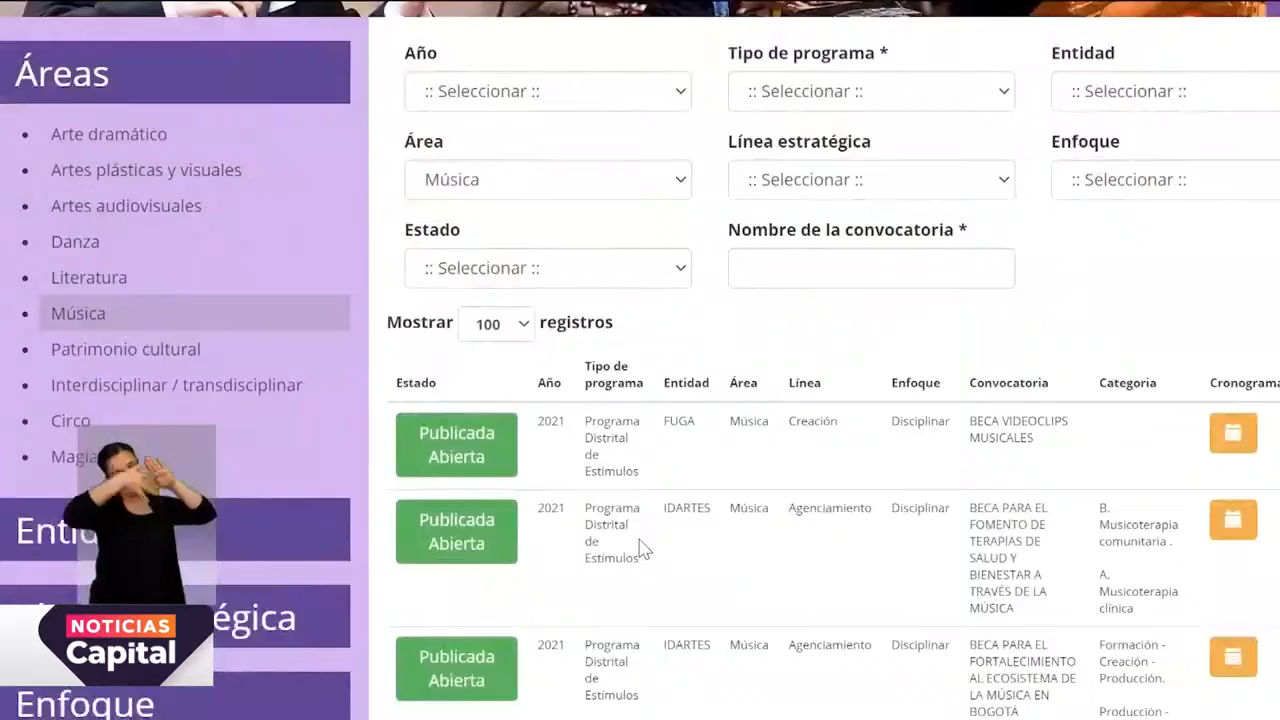 Áreas
Arte dramático
Artes plásticas y visuales
Artes audiovisuales
Danza
Literatura
Música
Patrimonio cultural
Interdisciplinar / transdisciplinar
Circo
Magia
égica
Enfoque
NOTICIAS
Capital
Año
:: Seleccionar ::
Tipo de programa *
:: Seleccionar ::
Entidad
:: Seleccionar ::
Área
Música
Línea estratégica
:: Seleccionar ::
Enfoque
:: Seleccionar ::
Estado
:: Seleccionar ::
Nombre de la convocatoria *
Mostrar 100 registros
Estado Año Tipo de programa Entidad Área Línea Enfoque Convocatoria Categoria Cronograma
Publicada
Abierta
2021
Programa
Distrital
de
Estimulos
FUGA
Música
Creación
Disciplinar
BECA VIDEOCLIPS
MUSICALES
Publicada
Abierta
2021
Programa
Distrital
de
Estimulos
IDARTES
Música
Agenciamiento
Disciplinar
BECA PARA EL
FOMENTO DE
TERAPIAS DE
SALUD Y
BIENESTAR A
TRAVÉS DE LA
MÚSICA
B.
Musicoterapia
comunitaria .
A.
Musicoterapia
clínica
Publicada
Abierta
2021
Programa
Distrital
de
Estimulos
IDARTES
Música
Agenciamiento
Disciplinar
BECA PARA EL
FORTALECIMIENTO
AL ECOSISTEMA DE
LA MÚSICA EN
BOGOTÁ
Formación -
Creación -
Producción.
Producción -